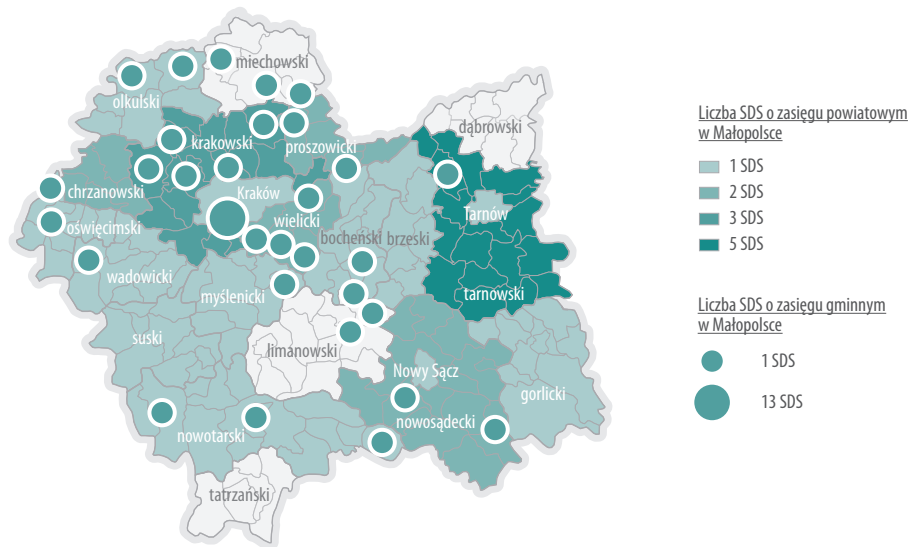 miechowski
olkulski
dąbrowski
krakowski
proszowicki
chrzanowski
Kraków
Tarnów
oświęcimski
wielicki
bocheński
brzeski
wadowicki
myślenicki
tarnowski
suski
limanowski
Nowy Sącz
gorlicki
nowotarski
nowosądecki
tatrzański
Liczba SDS o zasięgu powiatowym
w Małopolsce
1 SDS
2 SDS
3 SDS
5 SDS
Liczba SDS o zasięgu gminnym
w Małopolsce
1 SDS
13 SDS